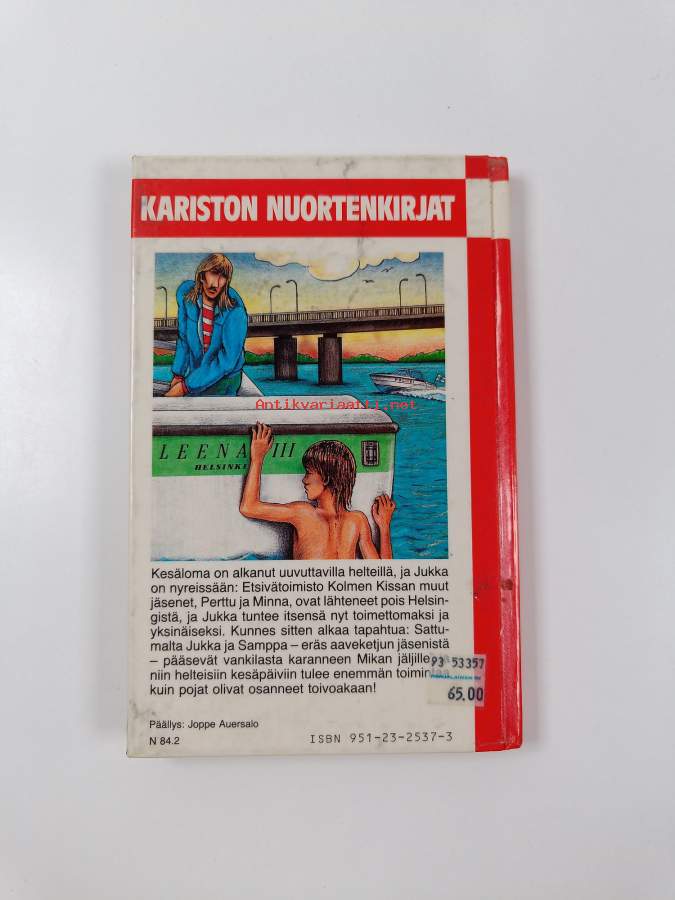 KARISTON NUORTENKIRJAT
Antikvariaatti.net
LEENA III
HELSINKI
Kesäloma on alkanut uuvuttavilla helteillä, ja Jukka
on nyreissään: Etsivätoimisto Kolmen Kissan muut
jäsenet, Perttu ja Minna, ovat lähteneet pois Helsin-
gistä, ja Jukka tuntee itsensä nyt toimettomaksi ja
yksinäiseksi. Kunnes sitten alkaa tapahtua: Sattu-
malta Jukka ja Samppa – eräs aaveketjun jäsenistä
– pääsevät vankilasta karanneen Mikan jäljille
niin helteisiin kesäpäiviin tulee enemmän toimintaa
kuin pojat olivat osanneet toivoakaan!
93 53357
65.00
Päällys: Joppe Auersalo
N 84.2
ISBN 951-23-2537-3